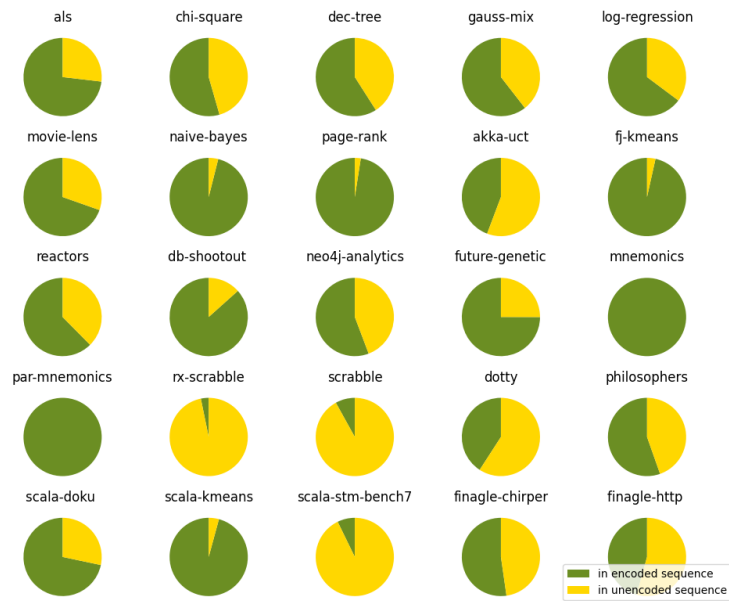 als chi-square dec-tree gauss-mix log-regression
movie-lens naive-bayes page-rank akka-uct fj-kmeans
reactors db-shootout neo4j-analytics future-genetic mnemonics
par-mnemonics rx-scrabble scrabble dotty philosophers
scala-doku scala-kmeans scala-stm-bench7 finagle-chirper finagle-http
in encoded sequence
in unencoded sequence